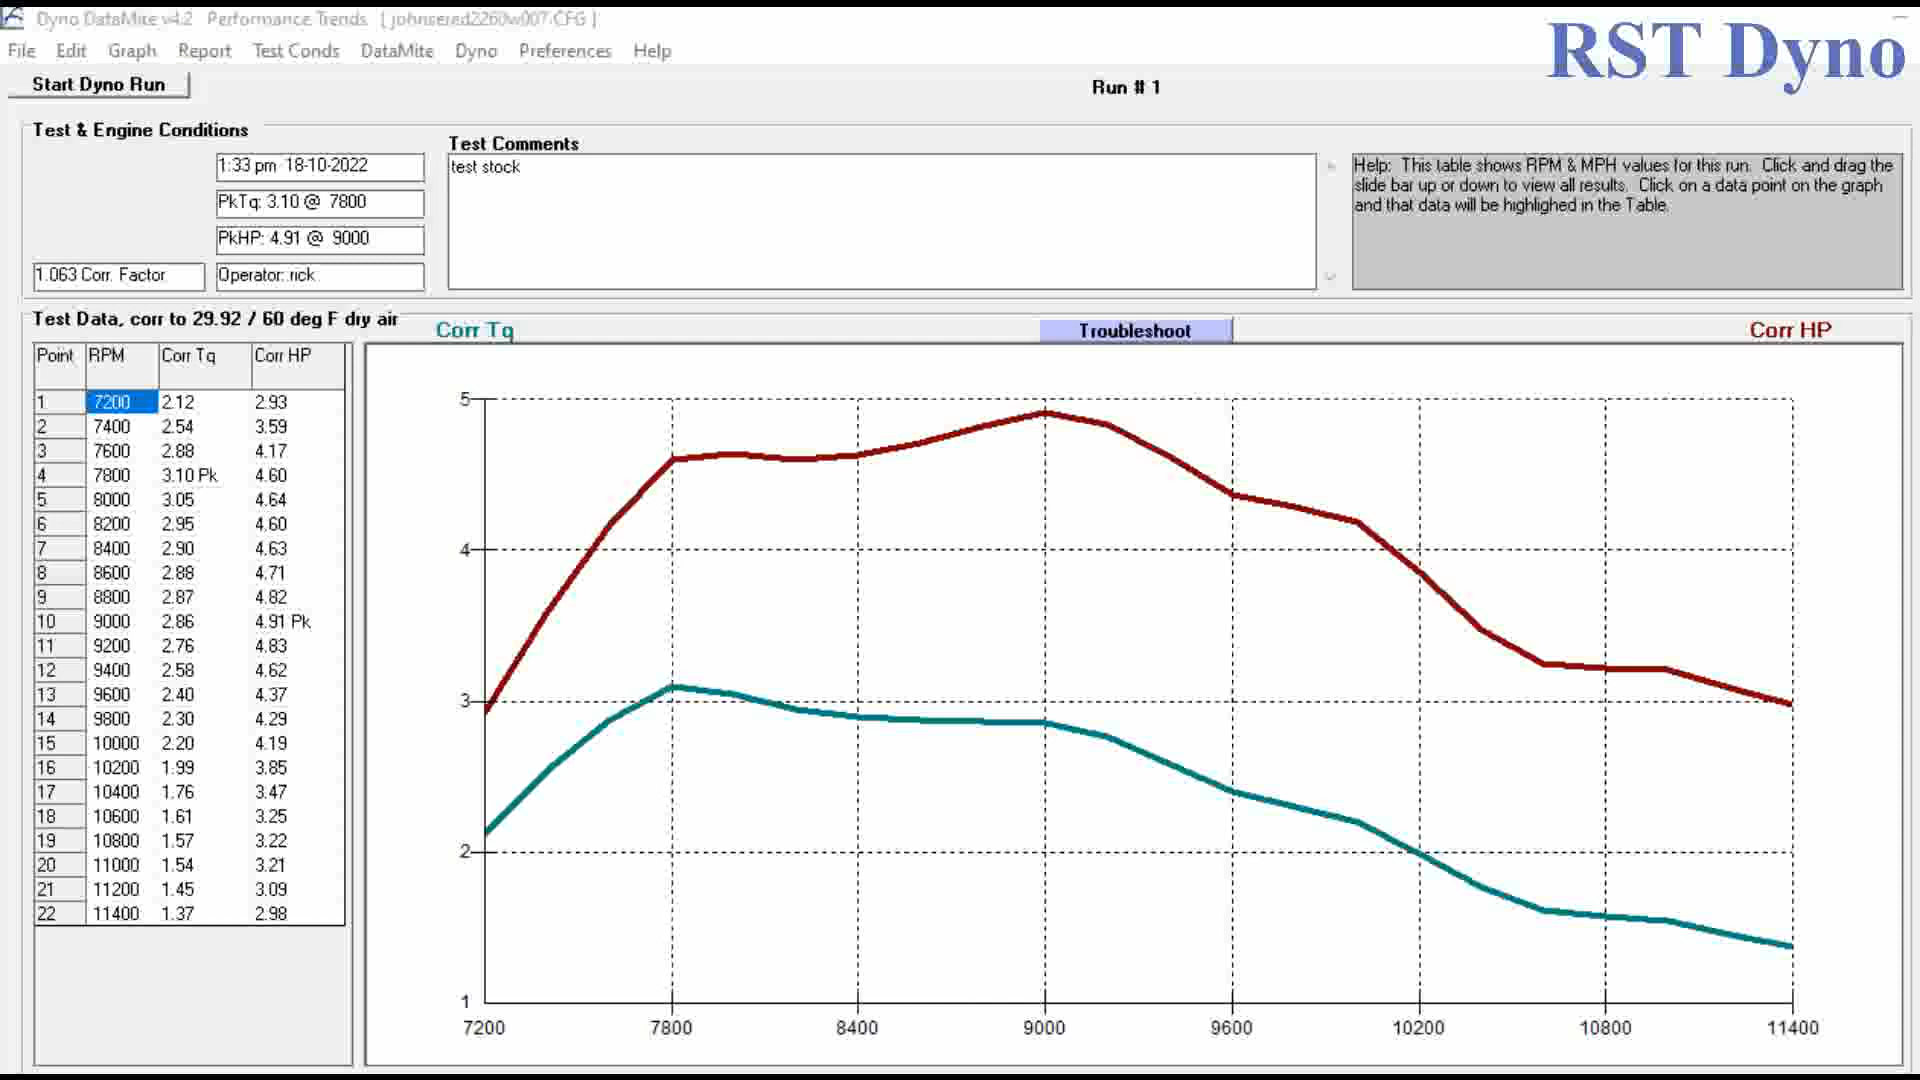 Dyno DataMite v4.2 Performance Trends [ johnsered2260w007.CFG ]
RST Dyno
File Edit Graph Report Test Conds DataMite Dyno Preferences Help
Start Dyno Run
Run # 1
Test & Engine Conditions
1:33 pm 18-10-2022
PkTq: 3.10 @ 7800
PkHP: 4.91 @ 9000
1.063 Corr. Factor
Operator: rick
Test Comments
test stock
Help: This table shows RPM & MPH values for this run. Click and drag the
slide bar up or down to view all results. Click on a data point on the graph
and that data will be highlighed in the Table.
Test Data, corr to 29.92 / 60 deg F dry air
Corr Tq
Troubleshoot
Corr HP
Point RPM Corr Tq Corr HP
1 7200 2.12 2.93
2 7400 2.54 3.59
3 7600 2.88 4.17
4 7800 3.10 Pk 4.60
5 8000 3.05 4.64
6 8200 2.95 4.60
7 8400 2.90 4.63
8 8600 2.88 4.71
9 8800 2.87 4.82
10 9000 2.86 4.91 Pk
11 9200 2.76 4.83
12 9400 2.58 4.62
13 9600 2.40 4.37
14 9800 2.30 4.29
15 10000 2.20 4.19
16 10200 1.99 3.85
17 10400 1.76 3.47
18 10600 1.61 3.25
19 10800 1.57 3.22
20 11000 1.54 3.21
21 11200 1.45 3.09
22 11400 1.37 2.98
5
4
3
2
1
7200 7800 8400 9000 9600 10200 10800 11400